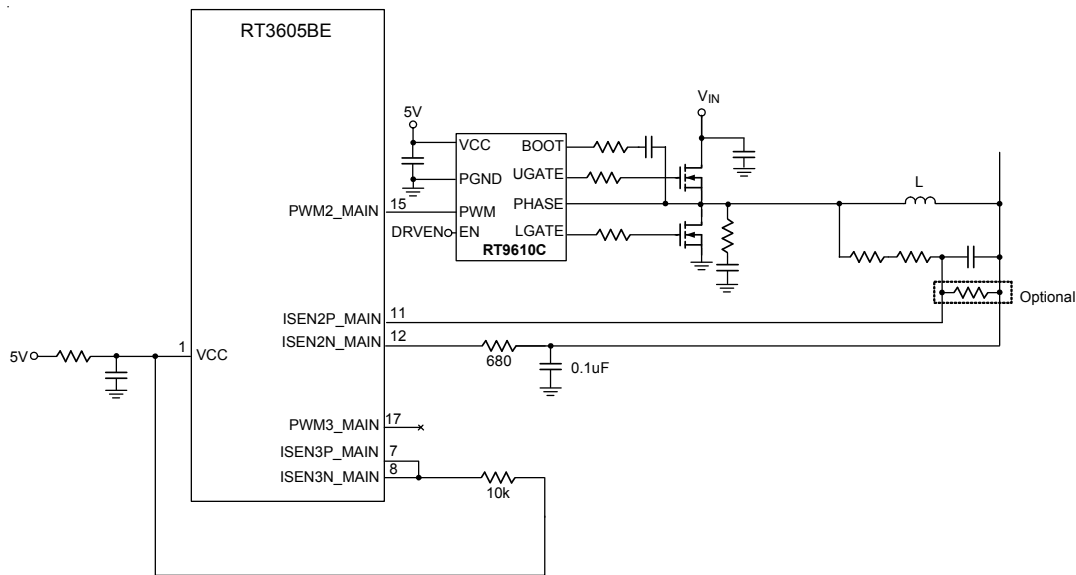 RT3605BE
VIN
5V
VCC
BOOT
PGND
UGATE
15
PWM2_MAIN
PWM
PHASE
L
DRVEN
EN
LGATE
RT9610C
Optional
ISEN2P_MAIN
11
ISEN2N_MAIN
12
680
0.1uF
5V
1
VCC
PWM3_MAIN
17
ISEN3P_MAIN
7
ISEN3N_MAIN
8
10k